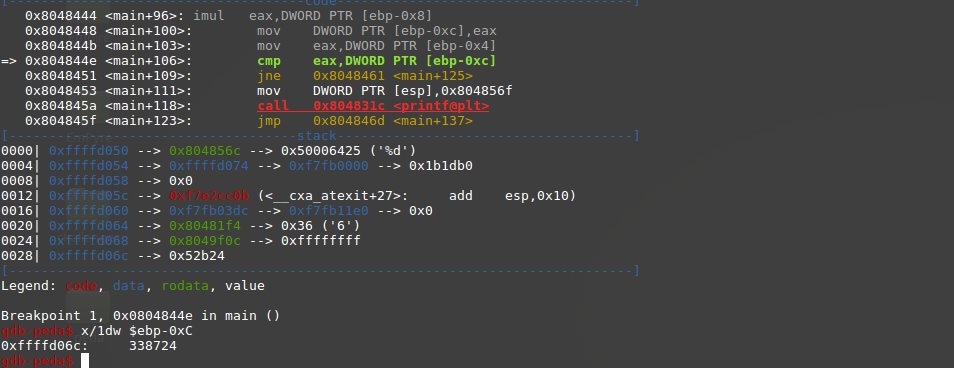 [-------------------------------------code-------------------------------------]
   0x8048444 <main+96>: imul   eax,DWORD PTR [ebp-0x8]
   0x8048448 <main+100>:        mov    DWORD PTR [ebp-0xc],eax
   0x804844b <main+103>:        mov    eax,DWORD PTR [ebp-0x4]
=> 0x804844e <main+106>:        cmp    eax,DWORD PTR [ebp-0xc]
   0x8048451 <main+109>:        jne    0x8048461 <main+125>
   0x8048453 <main+111>:        mov    DWORD PTR [esp],0x804856f
   0x804845a <main+118>:        call   0x804831c <printf@plt>
   0x804845f <main+123>:        jmp    0x804846d <main+137>
[------------------------------------stack-------------------------------------]
0000| 0xffffd050 --> 0x804856c --> 0x50006425 ('%d')
0004| 0xffffd054 --> 0xffffd074 --> 0xf7fb0000 --> 0x1b1db0
0008| 0xffffd058 --> 0x0
0012| 0xffffd05c --> 0xf7e2cc0b (<__cxa_atexit+27>:     add    esp,0x10)
0016| 0xffffd060 --> 0xf7fb03dc --> 0xf7fb11e0 --> 0x0
0020| 0xffffd064 --> 0x80481f4 --> 0x36 ('6')
0024| 0xffffd068 --> 0x8049f0c --> 0xffffffff
0028| 0xffffd06c --> 0x52b24
[------------------------------------------------------------------------------]
Legend: code, data, rodata, value

Breakpoint 1, 0x0804844e in main ()
gdb-peda$ x/1dw $ebp-0xC
0xffffd06c:     338724
gdb-peda$